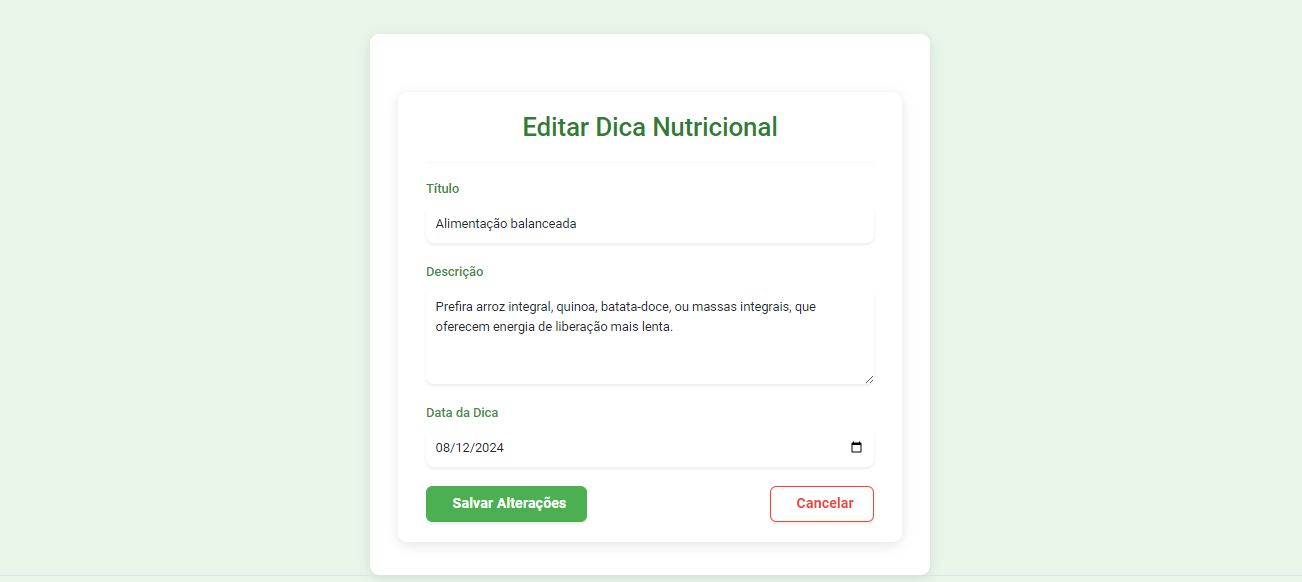 Editar Dica Nutricional
Título
Alimentação balanceada
Descrição
Prefira arroz integral, quinoa, batata-doce, ou massas integrais, que
oferecem energia de liberação mais lenta.
Data da Dica
08/12/2024
Salvar Alterações
Cancelar